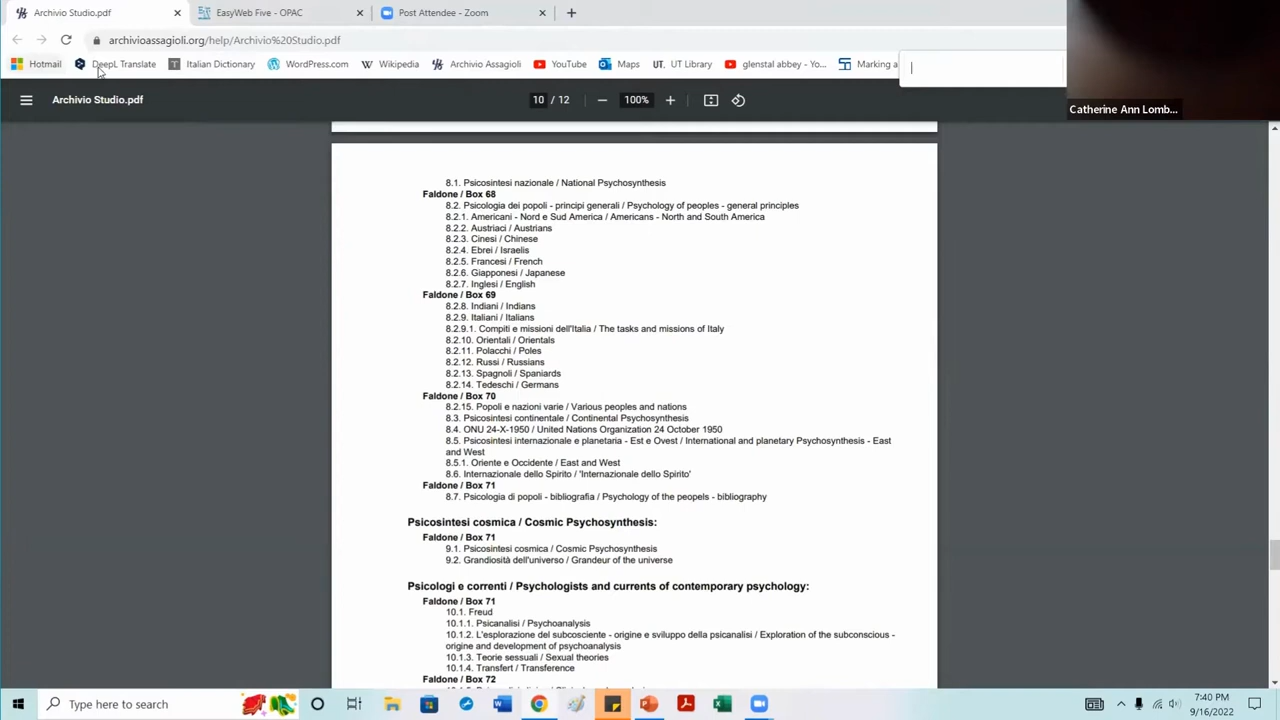 Archivio Studio.pdf
EasyWeb Five - OPAC
Post Attendee - Zoom
archivioassagioli.org/help/Archivio%20Studio.pdf
Hotmail
DeepL Translate
Italian Dictionary
WordPress.com
Wikipedia
Archivio Assagioli
YouTube
Maps
UT Library
glenstal abbey - Yo...
Marking a
Catherine Ann Lomb...
Archivio Studio.pdf
10 / 12
100%
8.1. Psicosintesi nazionale / National Psychosynthesis
Faldone / Box 68
8.2. Psicologia dei popoli - principi generali / Psychology of peoples - general principles
8.2.1. Americani - Nord e Sud America / Americans - North and South America
8.2.2. Austriaci / Austrians
8.2.3. Cinesi / Chinese
8.2.4. Ebrei / Israelis
8.2.5. Francesi / French
8.2.6. Giapponesi / Japanese
8.2.7. Inglesi / English
Faldone / Box 69
8.2.8. Indiani / Indians
8.2.9. Italiani / Italians
8.2.9.1. Compiti e missioni dell'Italia / The tasks and missions of Italy
8.2.10. Orientali / Orientals
8.2.11. Polacchi / Poles
8.2.12. Russi / Russians
8.2.13. Spagnoli / Spaniards
8.2.14. Tedeschi / Germans
Faldone / Box 70
8.2.15. Popoli e nazioni varie / Various peoples and nations
8.3. Psicosintesi continentale / Continental Psychosynthesis
8.4. ONU 24-X-1950 / United Nations Organization 24 October 1950
8.5. Psicosintesi internazionale e planetaria - Est e Ovest / International and planetary Psychosynthesis - East
and West
8.5.1. Oriente e Occidente / East and West
8.6. Internazionale dello Spirito / 'Internazionale dello Spirito'
Faldone / Box 71
8.7. Psicologia di popoli - bibliografia / Psychology of the peopels - bibliography
Psicosintesi cosmica / Cosmic Psychosynthesis:
Faldone / Box 71
9.1. Psicosintesi cosmica / Cosmic Psychosynthesis
9.2. Grandiosità dell'universo / Grandeur of the universe
Psicologi e correnti / Psychologists and currents of contemporary psychology:
Faldone / Box 71
10.1. Freud
10.1.1. Psicanalisi / Psychoanalysis
10.1.2. L'esplorazione del subcosciente - origine e sviluppo della psicanalisi / Exploration of the subconscious -
origine and development of psychoanalysis
10.1.3. Teorie sessuali / Sexual theories
10.1.4. Transfert / Transference
Faldone / Box 72
Type here to search
7:40 PM
9/16/2022